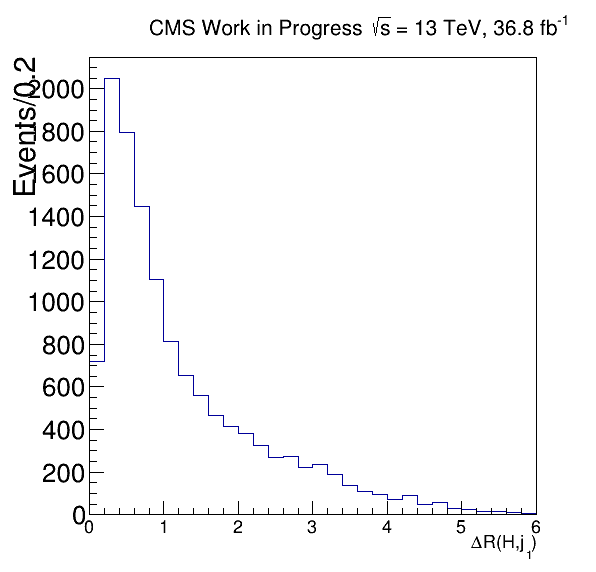 CMS Work in Progress √s = 13 TeV, 36.8 fb⁻¹
Events/0.2
2000
1800
1600
1400
1200
1000
800
600
400
200
0
0 1 2 3 4 5 6
ΔR(H,j₁)